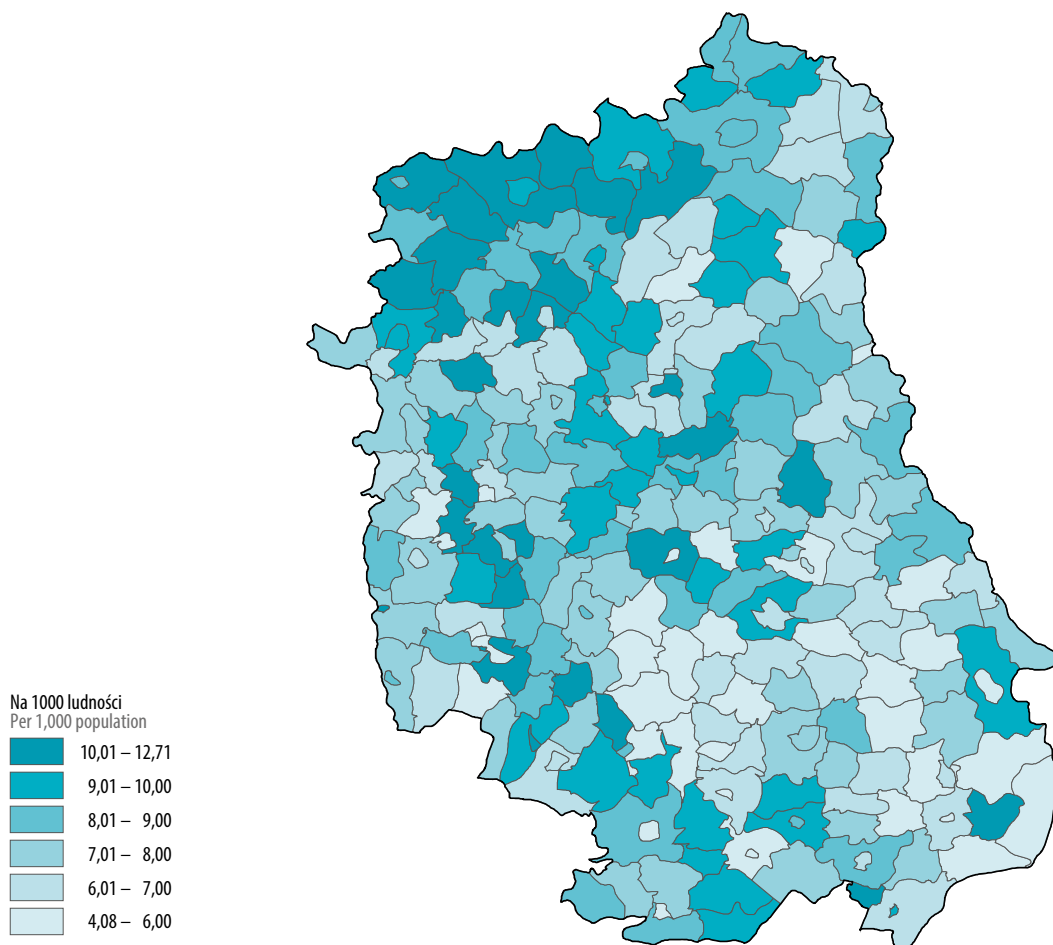 Na 1000 ludności
Per 1,000 population
10,01 – 12,71
9,01 – 10,00
8,01 – 9,00
7,01 – 8,00
6,01 – 7,00
4,08 – 6,00